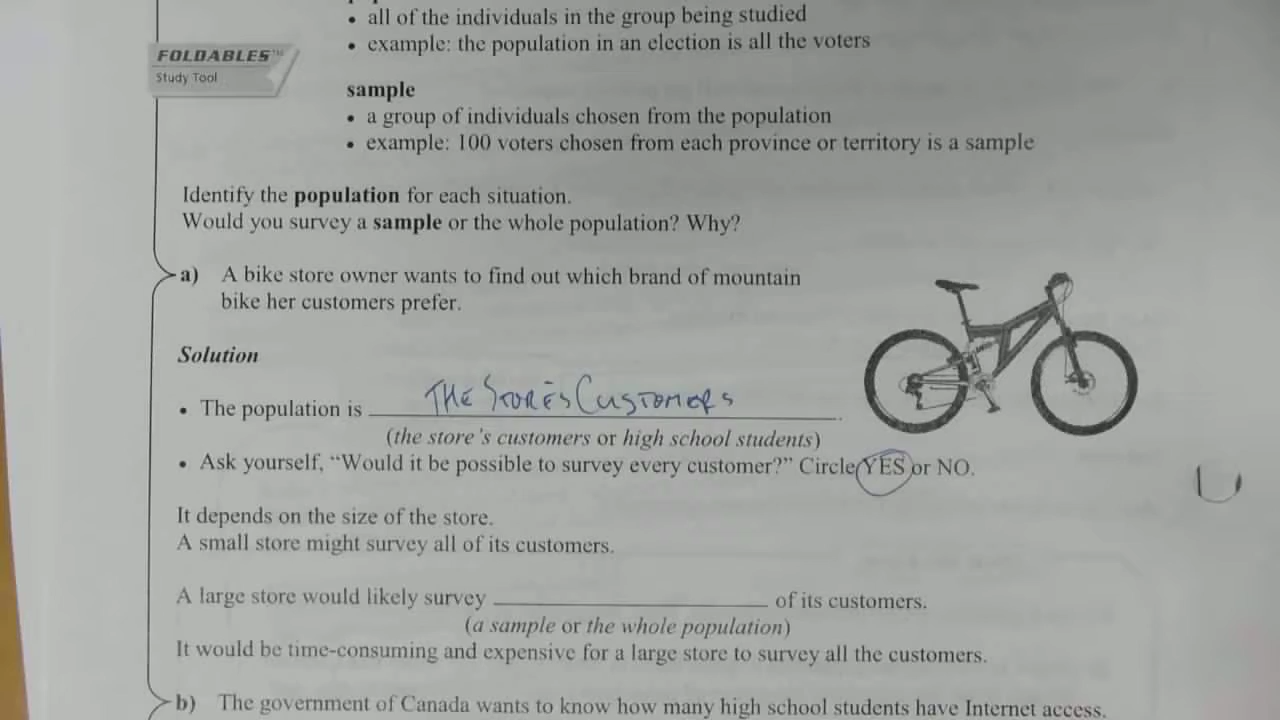 • all of the individuals in the group being studied
• example: the population in an election is all the voters
FOLDABLES™
Study Tool
sample
• a group of individuals chosen from the population
• example: 100 voters chosen from each province or territory is a sample
Identify the population for each situation.
Would you survey a sample or the whole population? Why?
a) A bike store owner wants to find out which brand of mountain
bike her customers prefer.
Solution
• The population is THE STORE'S CUSTOMERS.
(the store's customers or high school students)
• Ask yourself, “Would it be possible to survey every customer?” Circle YES or NO.
It depends on the size of the store.
A small store might survey all of its customers.
A large store would likely survey ____________ of its customers.
(a sample or the whole population)
It would be time-consuming and expensive for a large store to survey all the customers.
b) The government of Canada wants to know how many high school students have Internet access.